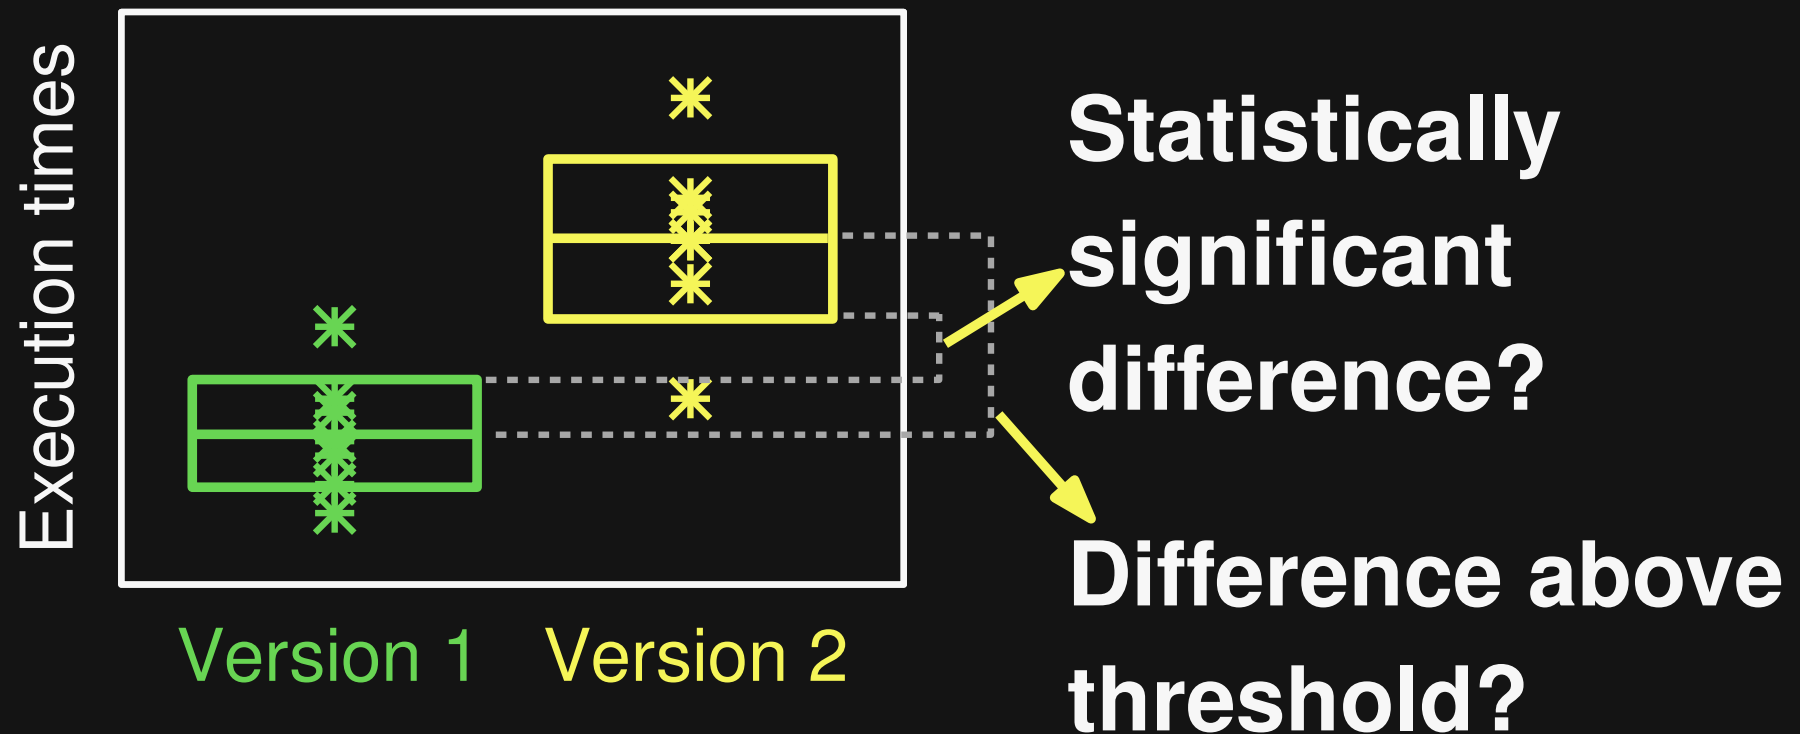 Execution times
Version 1
Version 2
Statistically
significant
difference?
Difference above
threshold?